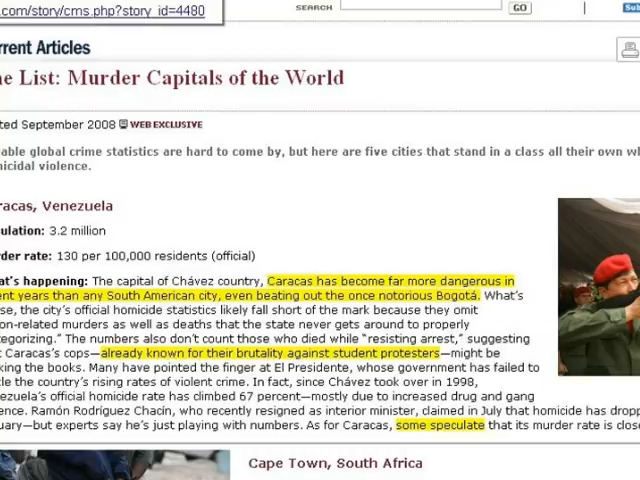 .com/story/cms.php?story_id=4480
SEARCH GO Sub
rrent Articles
e List: Murder Capitals of the World
ted September 2008 WEB EXCLUSIVE
able global crime statistics are hard to come by, but here are five cities that stand in a class all their own wh
icidal violence.
racas, Venezuela
ulation: 3.2 million
rder rate: 130 per 100,000 residents (official)
at's happening: The capital of Chávez country, Caracas has become far more dangerous in
ent years than any South American city, even beating out the once notorious Bogotá. What's
se, the city's official homicide statistics likely fall short of the mark because they omit
on-related murders as well as deaths that the state never gets around to properly
tegorizing." The numbers also don't count those who died while "resisting arrest," suggesting
t Caracas's cops—already known for their brutality against student protesters—might be
king the books. Many have pointed the finger at El Presidente, whose government has failed to
le the country's rising rates of violent crime. In fact, since Chávez took over in 1998,
ezuela's official homicide rate has climbed 67 percent—mostly due to increased drug and gang
ence. Ramón Rodríguez Chacín, who recently resigned as interior minister, claimed in July that homicide has dropp
uary—but experts say he's just playing with numbers. As for Caracas, some speculate that its murder rate is close
Cape Town, South Africa